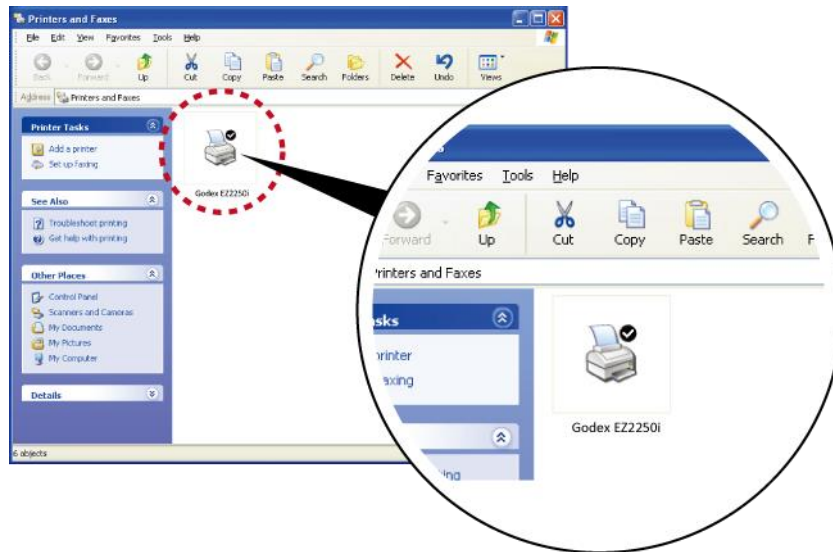 Printers and Faxes
File Edit View Favorites Tools Help
Back Forward Up Cut Copy Paste Search Folders Delete Undo Views
Address Printers and Faxes
Printer Tasks
Add a printer
Set up faxing
See Also
Troubleshoot printing
Get help with printing
Other Places
Control Panel
Scanners and Cameras
My Documents
My Pictures
My Computer
Details
Godex EZ2250i
6 objects
s
Favorites Tools Help
Forward Up Cut Copy Paste Search F
Printers and Faxes
asks
printer
axing
ing
Godex EZ2250i